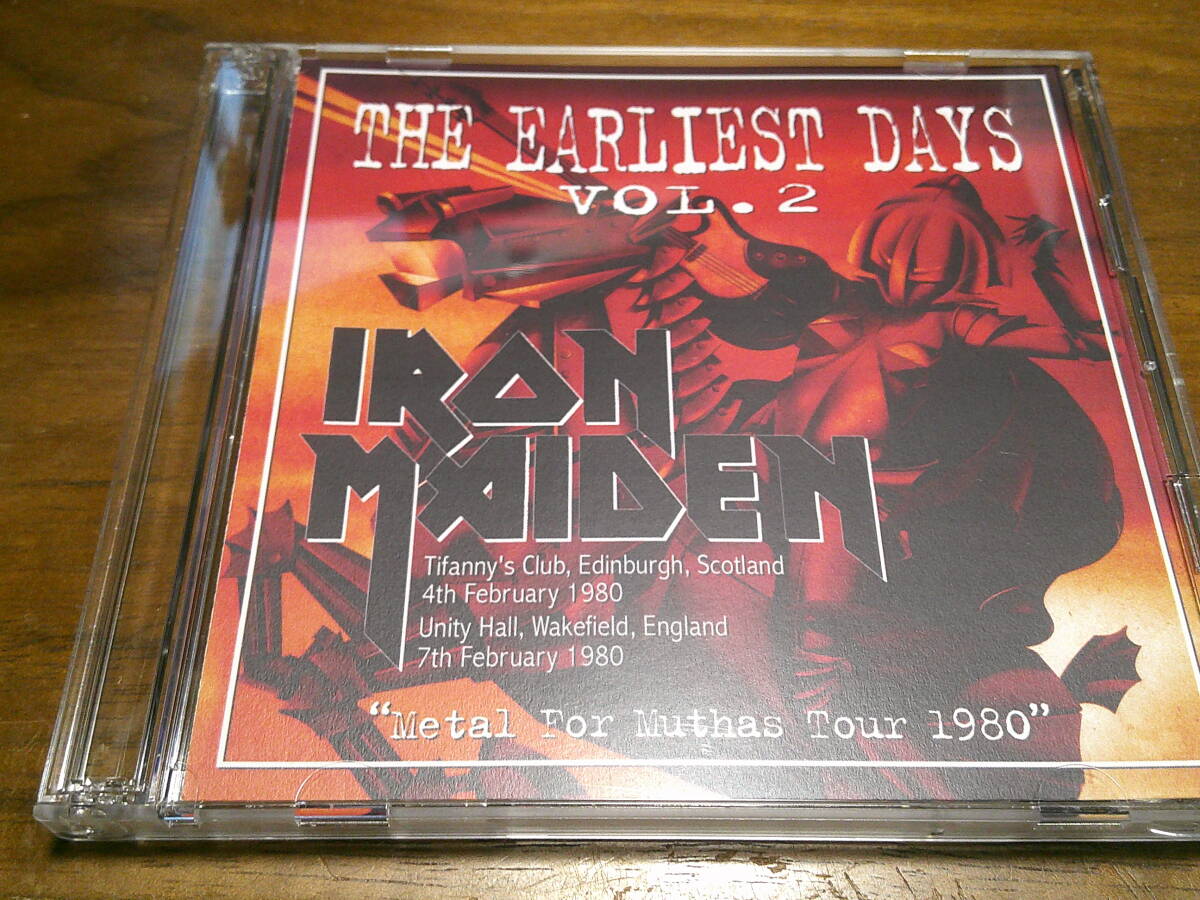 THE EARLIEST DAYS
VOL. 2
IRON
MAIDEN
Tifanny's Club, Edinburgh, Scotland
4th February 1980
Unity Hall, Wakefield, England
7th February 1980
“Metal For Muthas Tour 1980”